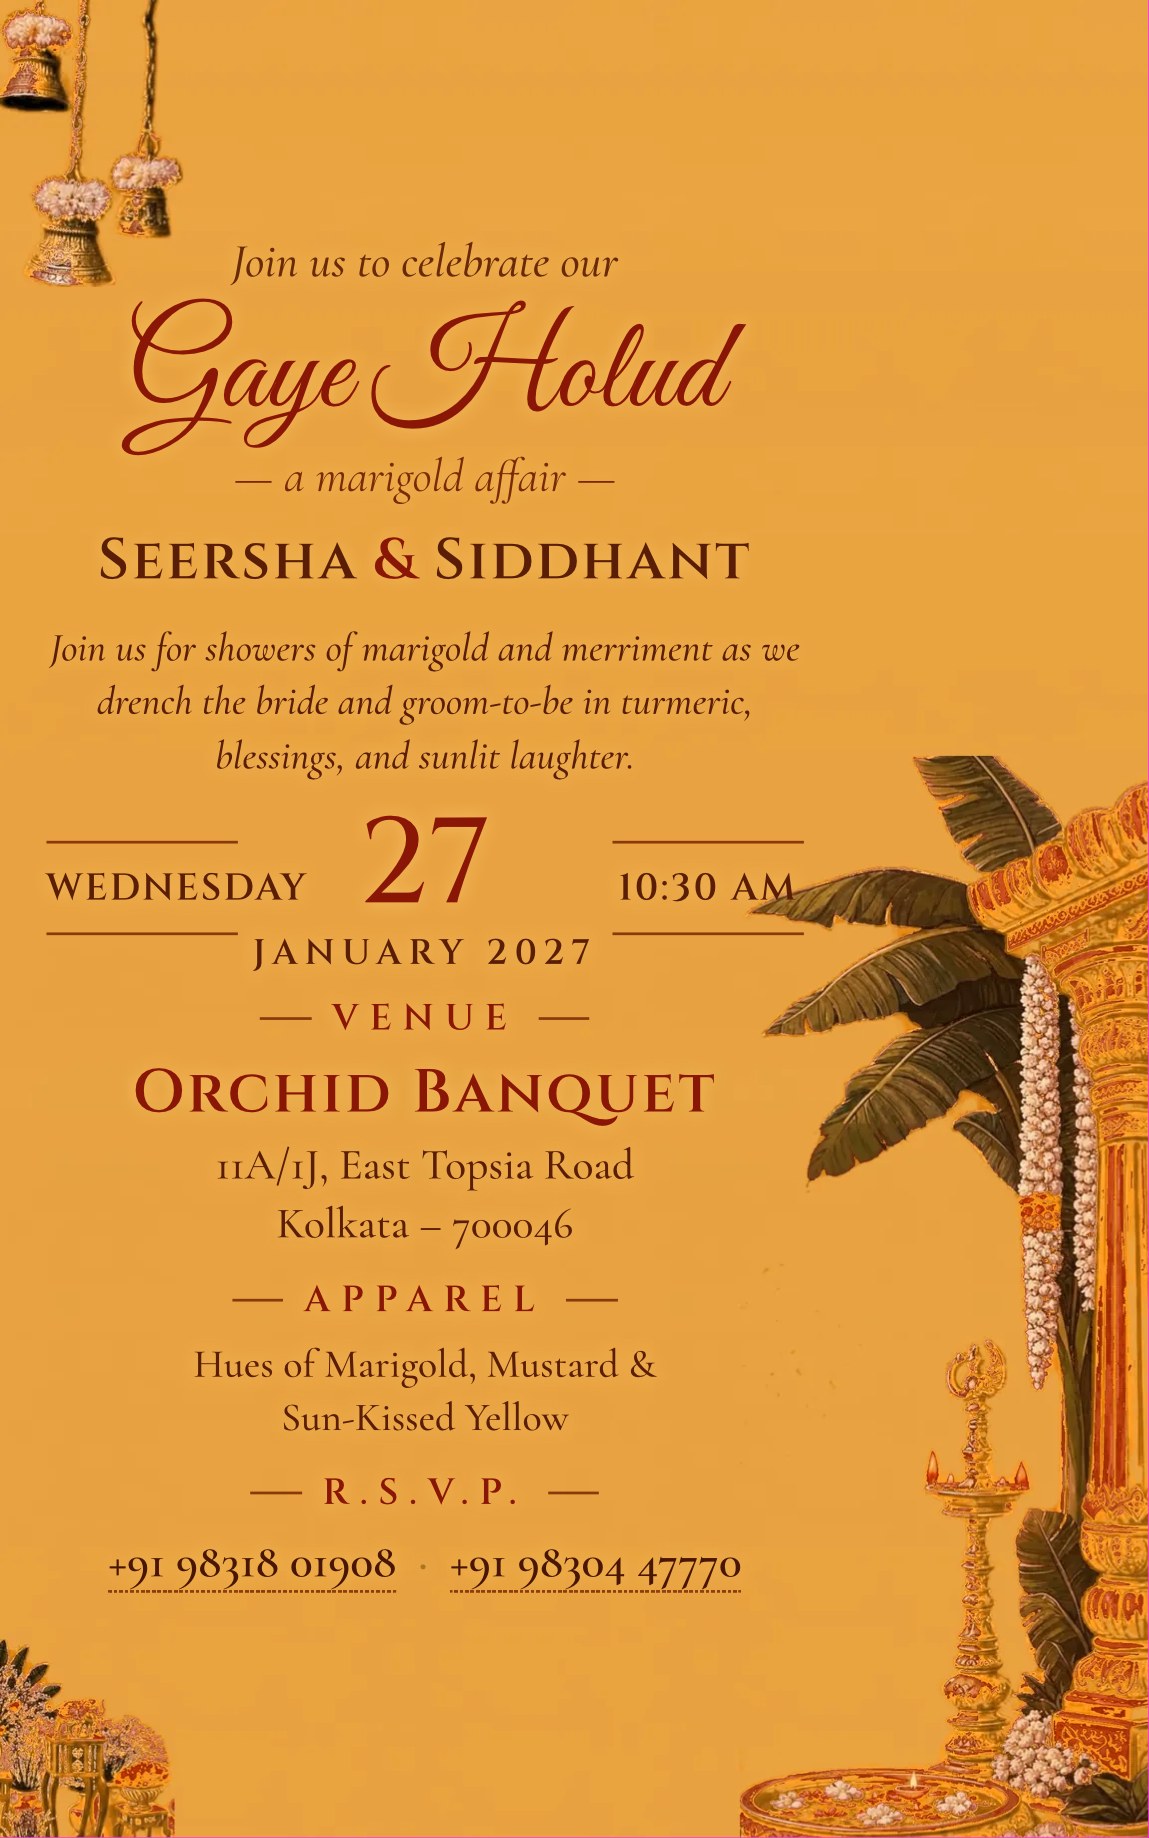 Join us to celebrate our
Gaye Holud
— a marigold affair —
SEERSHA & SIDDHANT
Join us for showers of marigold and merriment as we
drench the bride and groom-to-be in turmeric,
blessings, and sunlit laughter.
WEDNESDAY 27 10:30 AM
JANUARY 2027
— VENUE —
ORCHID BANQUET
11A/1J, East Topsia Road
Kolkata – 700046
— APPAREL —
Hues of Marigold, Mustard &
Sun-Kissed Yellow
— R.S.V.P. —
+91 98318 01908 · +91 98304 47770